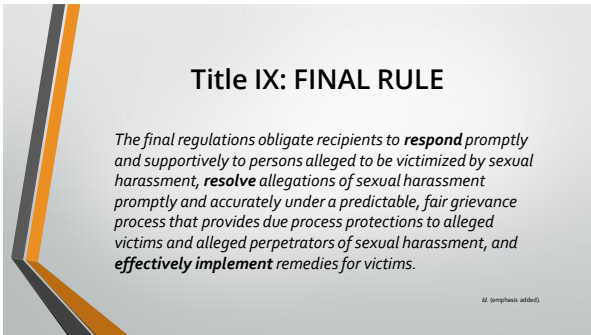 Title IX: FINAL RULE
The final regulations obligate recipients to respond promptly
and supportively to persons alleged to be victimized by sexual
harassment, resolve allegations of sexual harassment
promptly and accurately under a predictable, fair grievance
process that provides due process protections to alleged
victims and alleged perpetrators of sexual harassment, and
effectively implement remedies for victims.
Id. (emphasis added).